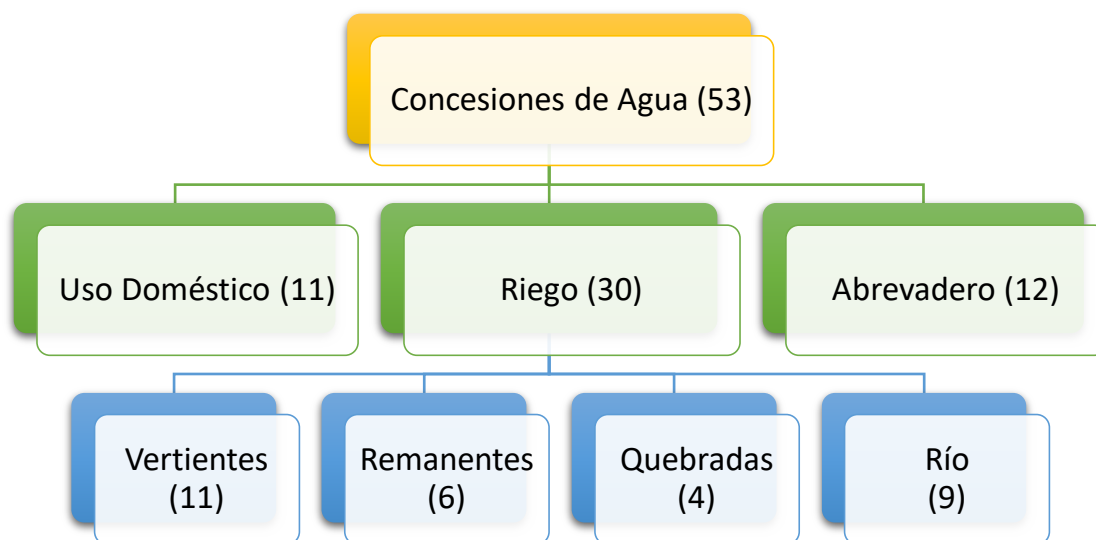 Concesiones de Agua (53)
Uso Doméstico (11)
Riego (30)
Abrevadero (12)
Vertientes
(11)
Remanentes
(6)
Quebradas
(4)
Río
(9)